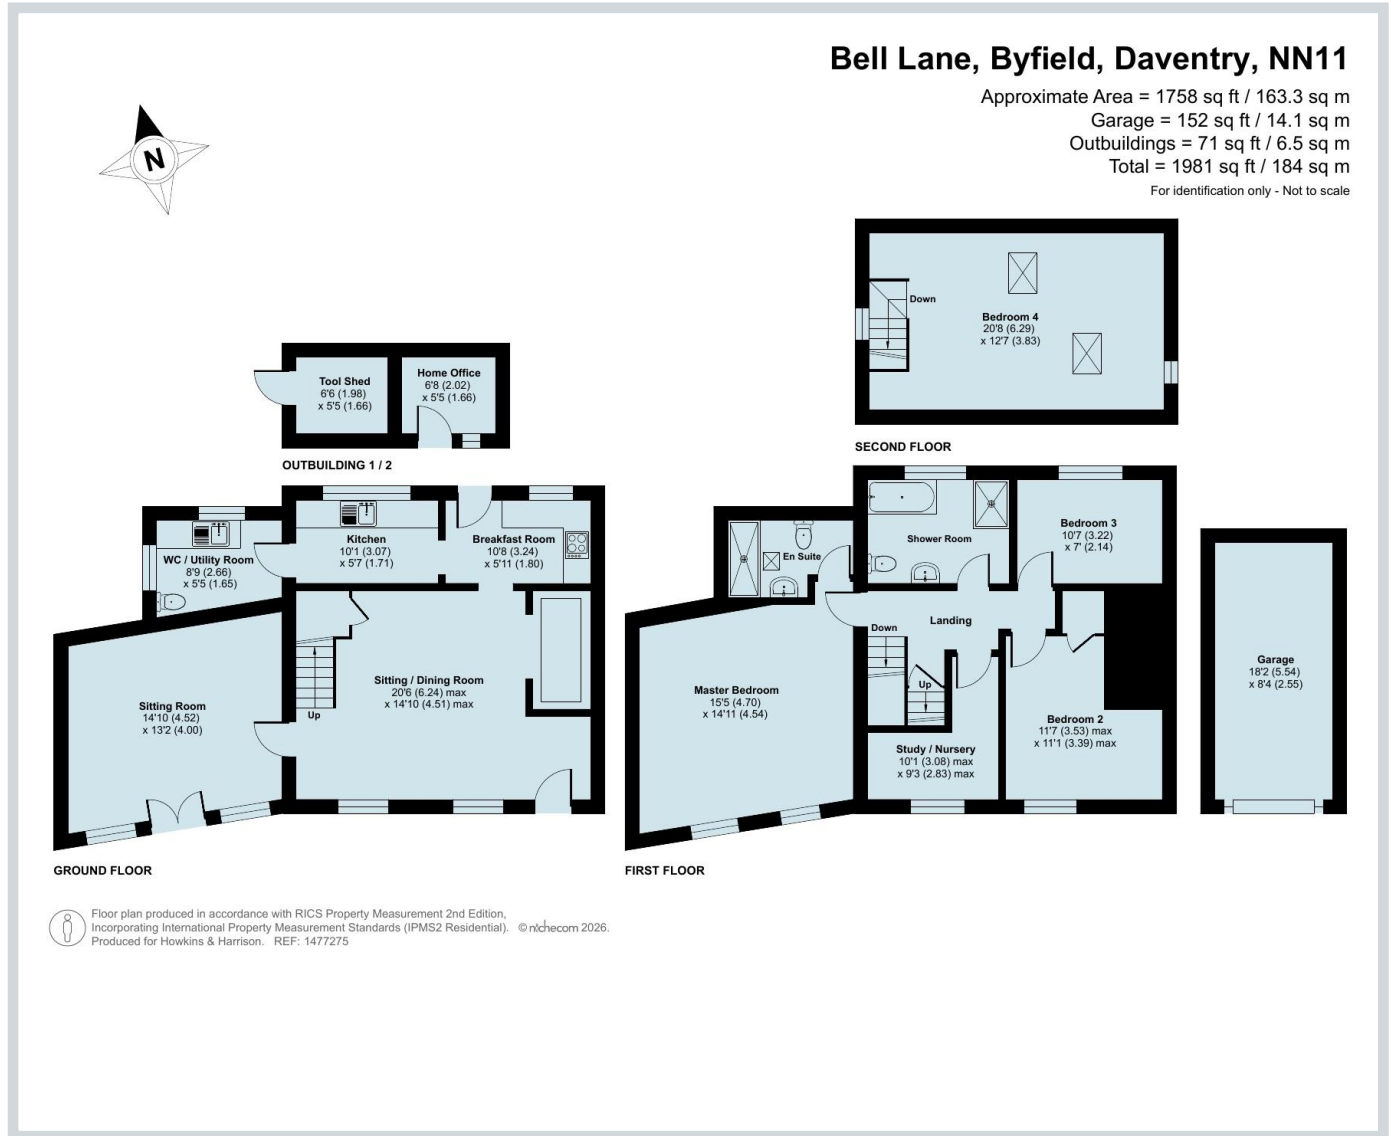 Bell Lane, Byfield, Daventry, NN11
Approximate Area = 1758 sq ft / 163.3 sq m
Garage = 152 sq ft / 14.1 sq m
Outbuildings = 71 sq ft / 6.5 sq m
Total = 1981 sq ft / 184 sq m
For identification only - Not to scale
N
Down
Bedroom 4
20'8 (6.29)
x 12'7 (3.83)
SECOND FLOOR
Tool Shed
6'6 (1.98)
x 5'5 (1.66)
Home Office
6'8 (2.02)
x 5'5 (1.66)
OUTBUILDING 1 / 2
WC / Utility Room
8'9 (2.66)
x 5'5 (1.65)
Kitchen
10'1 (3.07)
x 5'7 (1.71)
Breakfast Room
10'8 (3.24)
x 5'11 (1.80)
Sitting / Dining Room
20'6 (6.24) max
x 14'10 (4.51) max
Up
Sitting Room
14'10 (4.52)
x 13'2 (4.00)
GROUND FLOOR
En Suite
Shower Room
Bedroom 3
10'7 (3.22)
x 7' (2.14)
Landing
Down
Up
Master Bedroom
15'5 (4.70)
x 14'11 (4.54)
Bedroom 2
11'7 (3.53) max
x 11'1 (3.39) max
Study / Nursery
10'1 (3.08) max
x 9'3 (2.83) max
FIRST FLOOR
Garage
18'2 (5.54)
x 8'4 (2.55)
Floor plan produced in accordance with RICS Property Measurement 2nd Edition,
Incorporating International Property Measurement Standards (IPMS2 Residential). © nıchecom 2026.
Produced for Howkins & Harrison. REF: 1477275